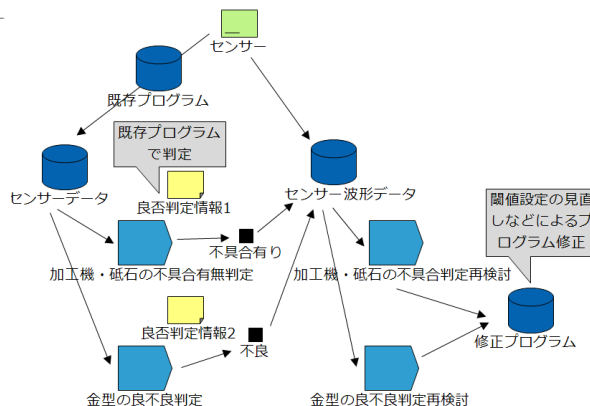 センサー
既存プログラム
既存プログラム
で判定
センサーデータ
良否判定情報1
センサー波形データ
閾値設定の見直
しなどによるプ
ログラム修正
不具合有り
加工機・砥石の不具合有無判定
加工機・砥石の不具合判定再検討
良否判定情報2
不良
修正プログラム
金型の良不良判定
金型の良不良判定再検討